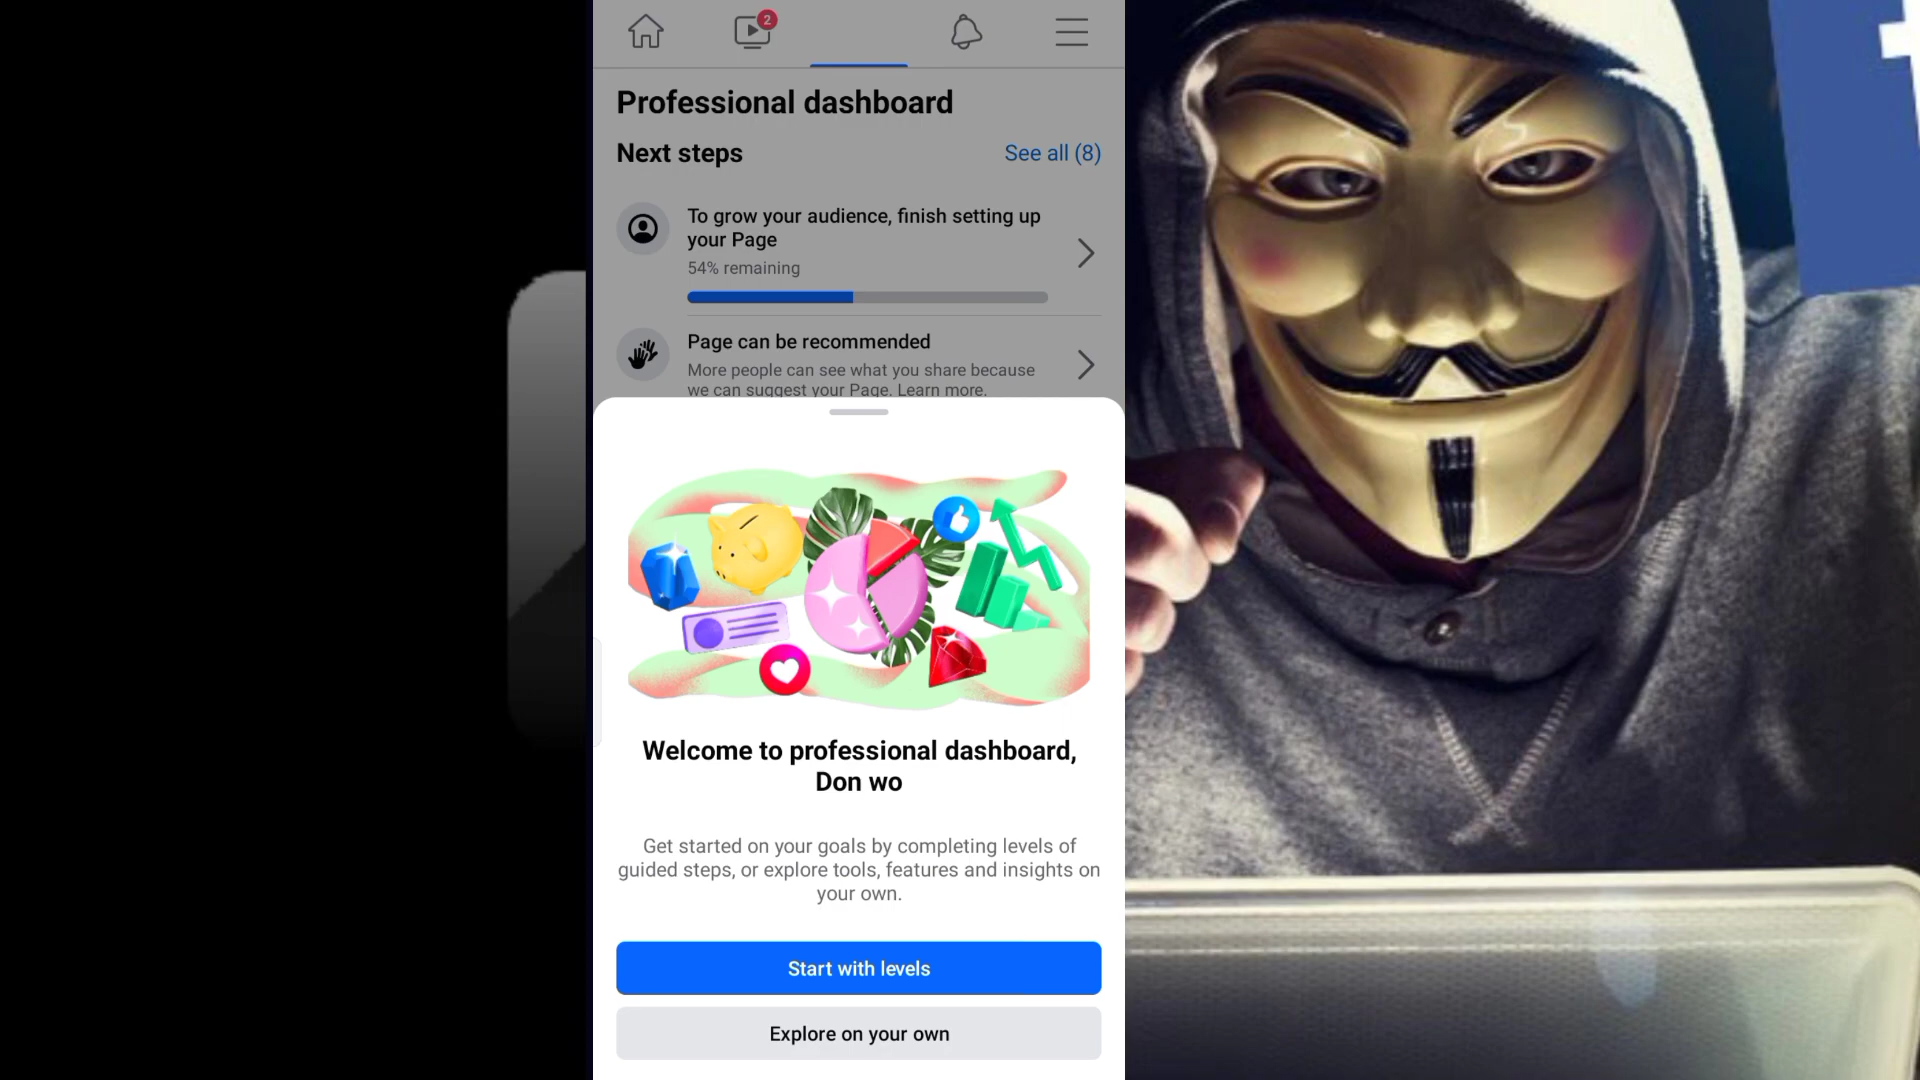 2
Professional dashboard
Next steps
See all (8)
To grow your audience, finish setting up
your Page
54% remaining
Page can be recommended
More people can see what you share because
we can suggest your Page. Learn more.
Welcome to professional dashboard,
Don wo
Get started on your goals by completing levels of
guided steps, or explore tools, features and insights on
your own.
Start with levels
Explore on your own